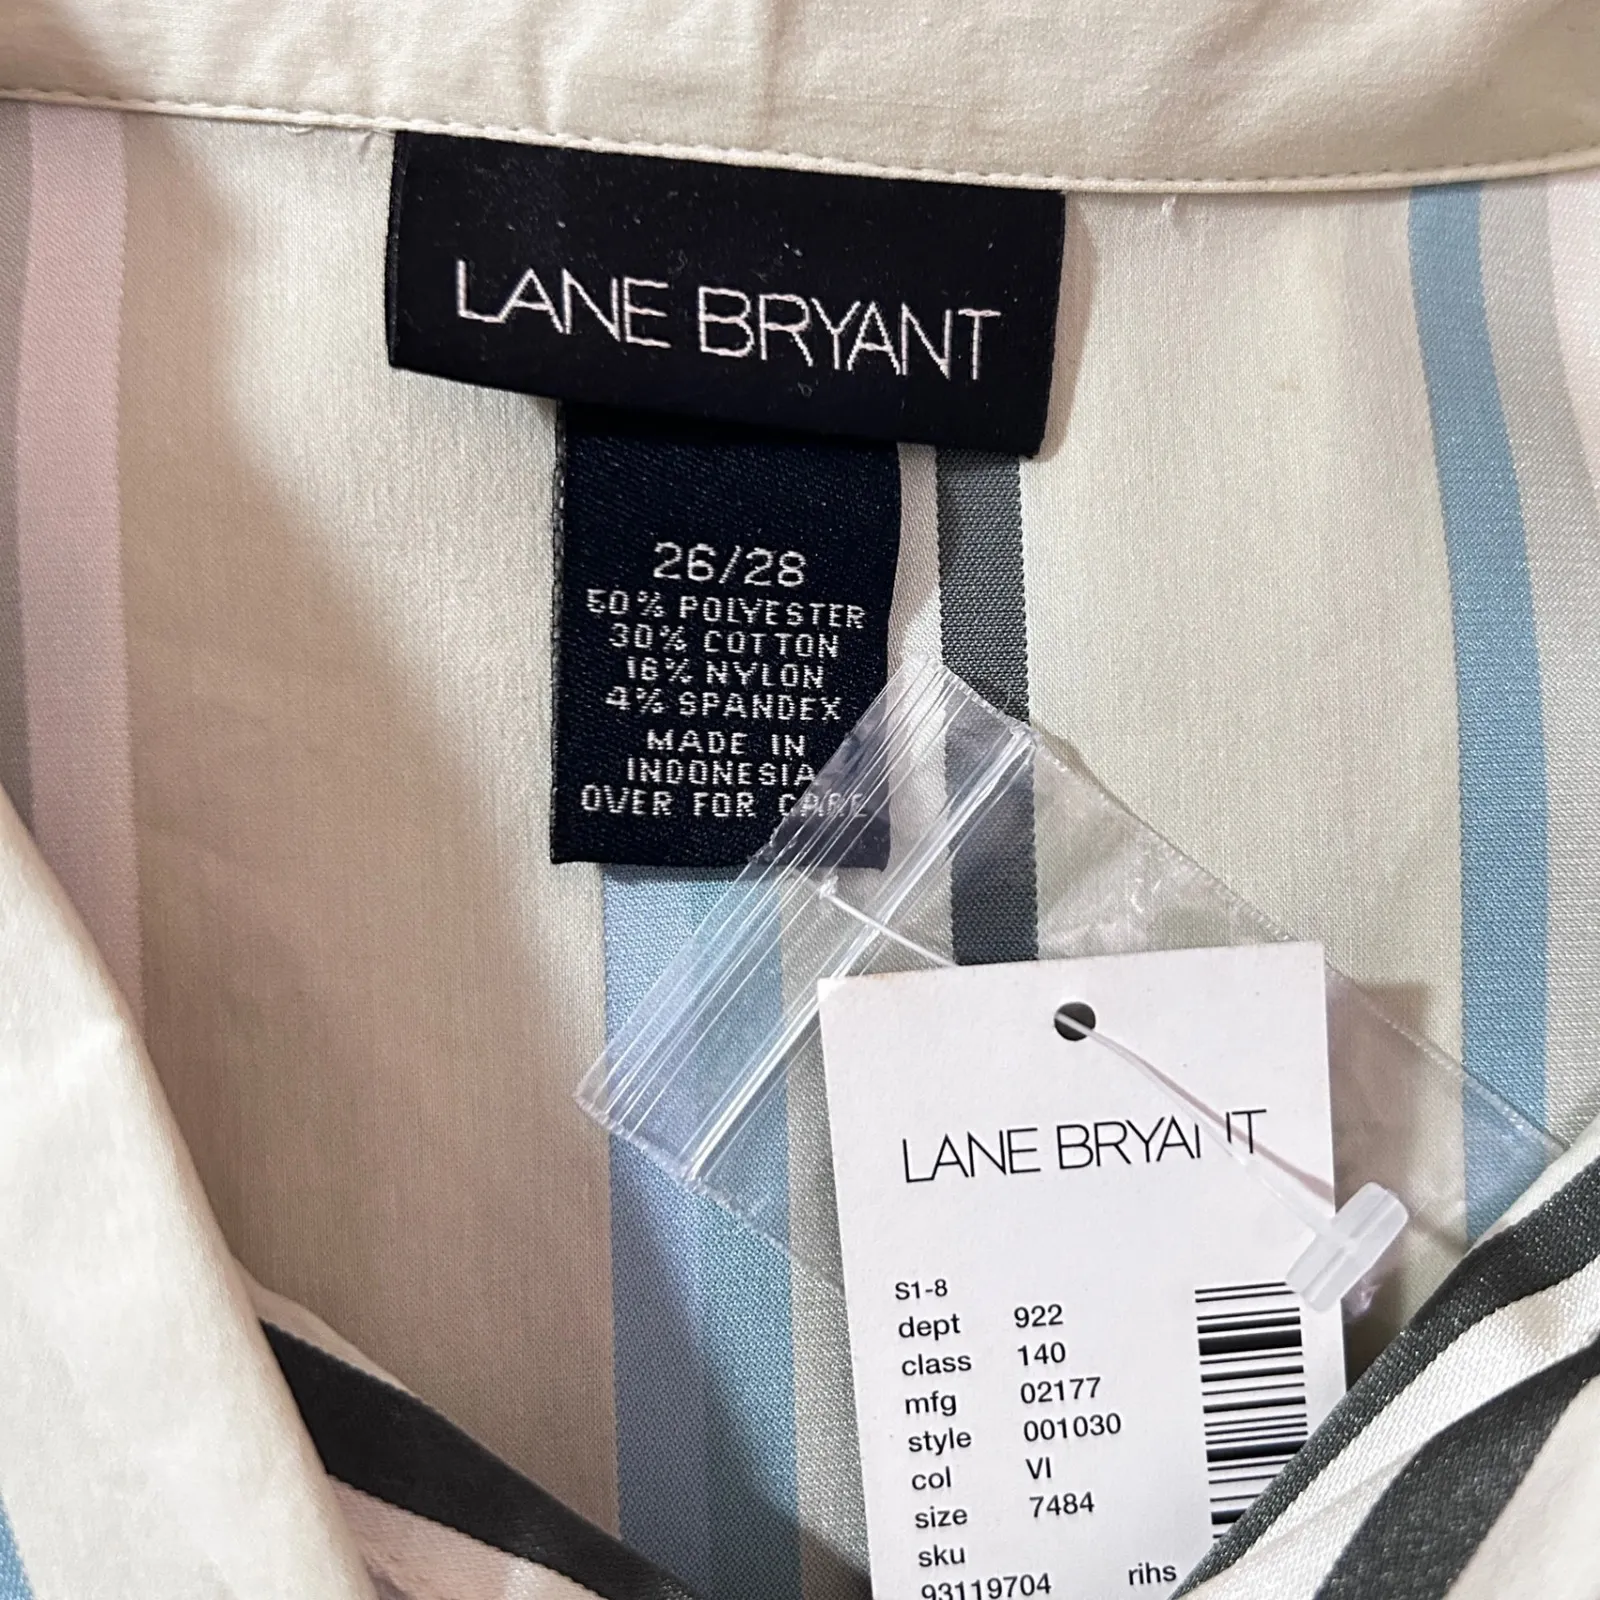 LANE BRYANT
26/28
50% POLYESTER
30% COTTON
16% NYLON
4% SPANDEX
MADE IN
INDONESIA
OVER FOR CARE
LANE BRYANT
S1-8
dept 922
class 140
mfg 02177
style 001030
col VI
size 7484
sku
93119704 rihs